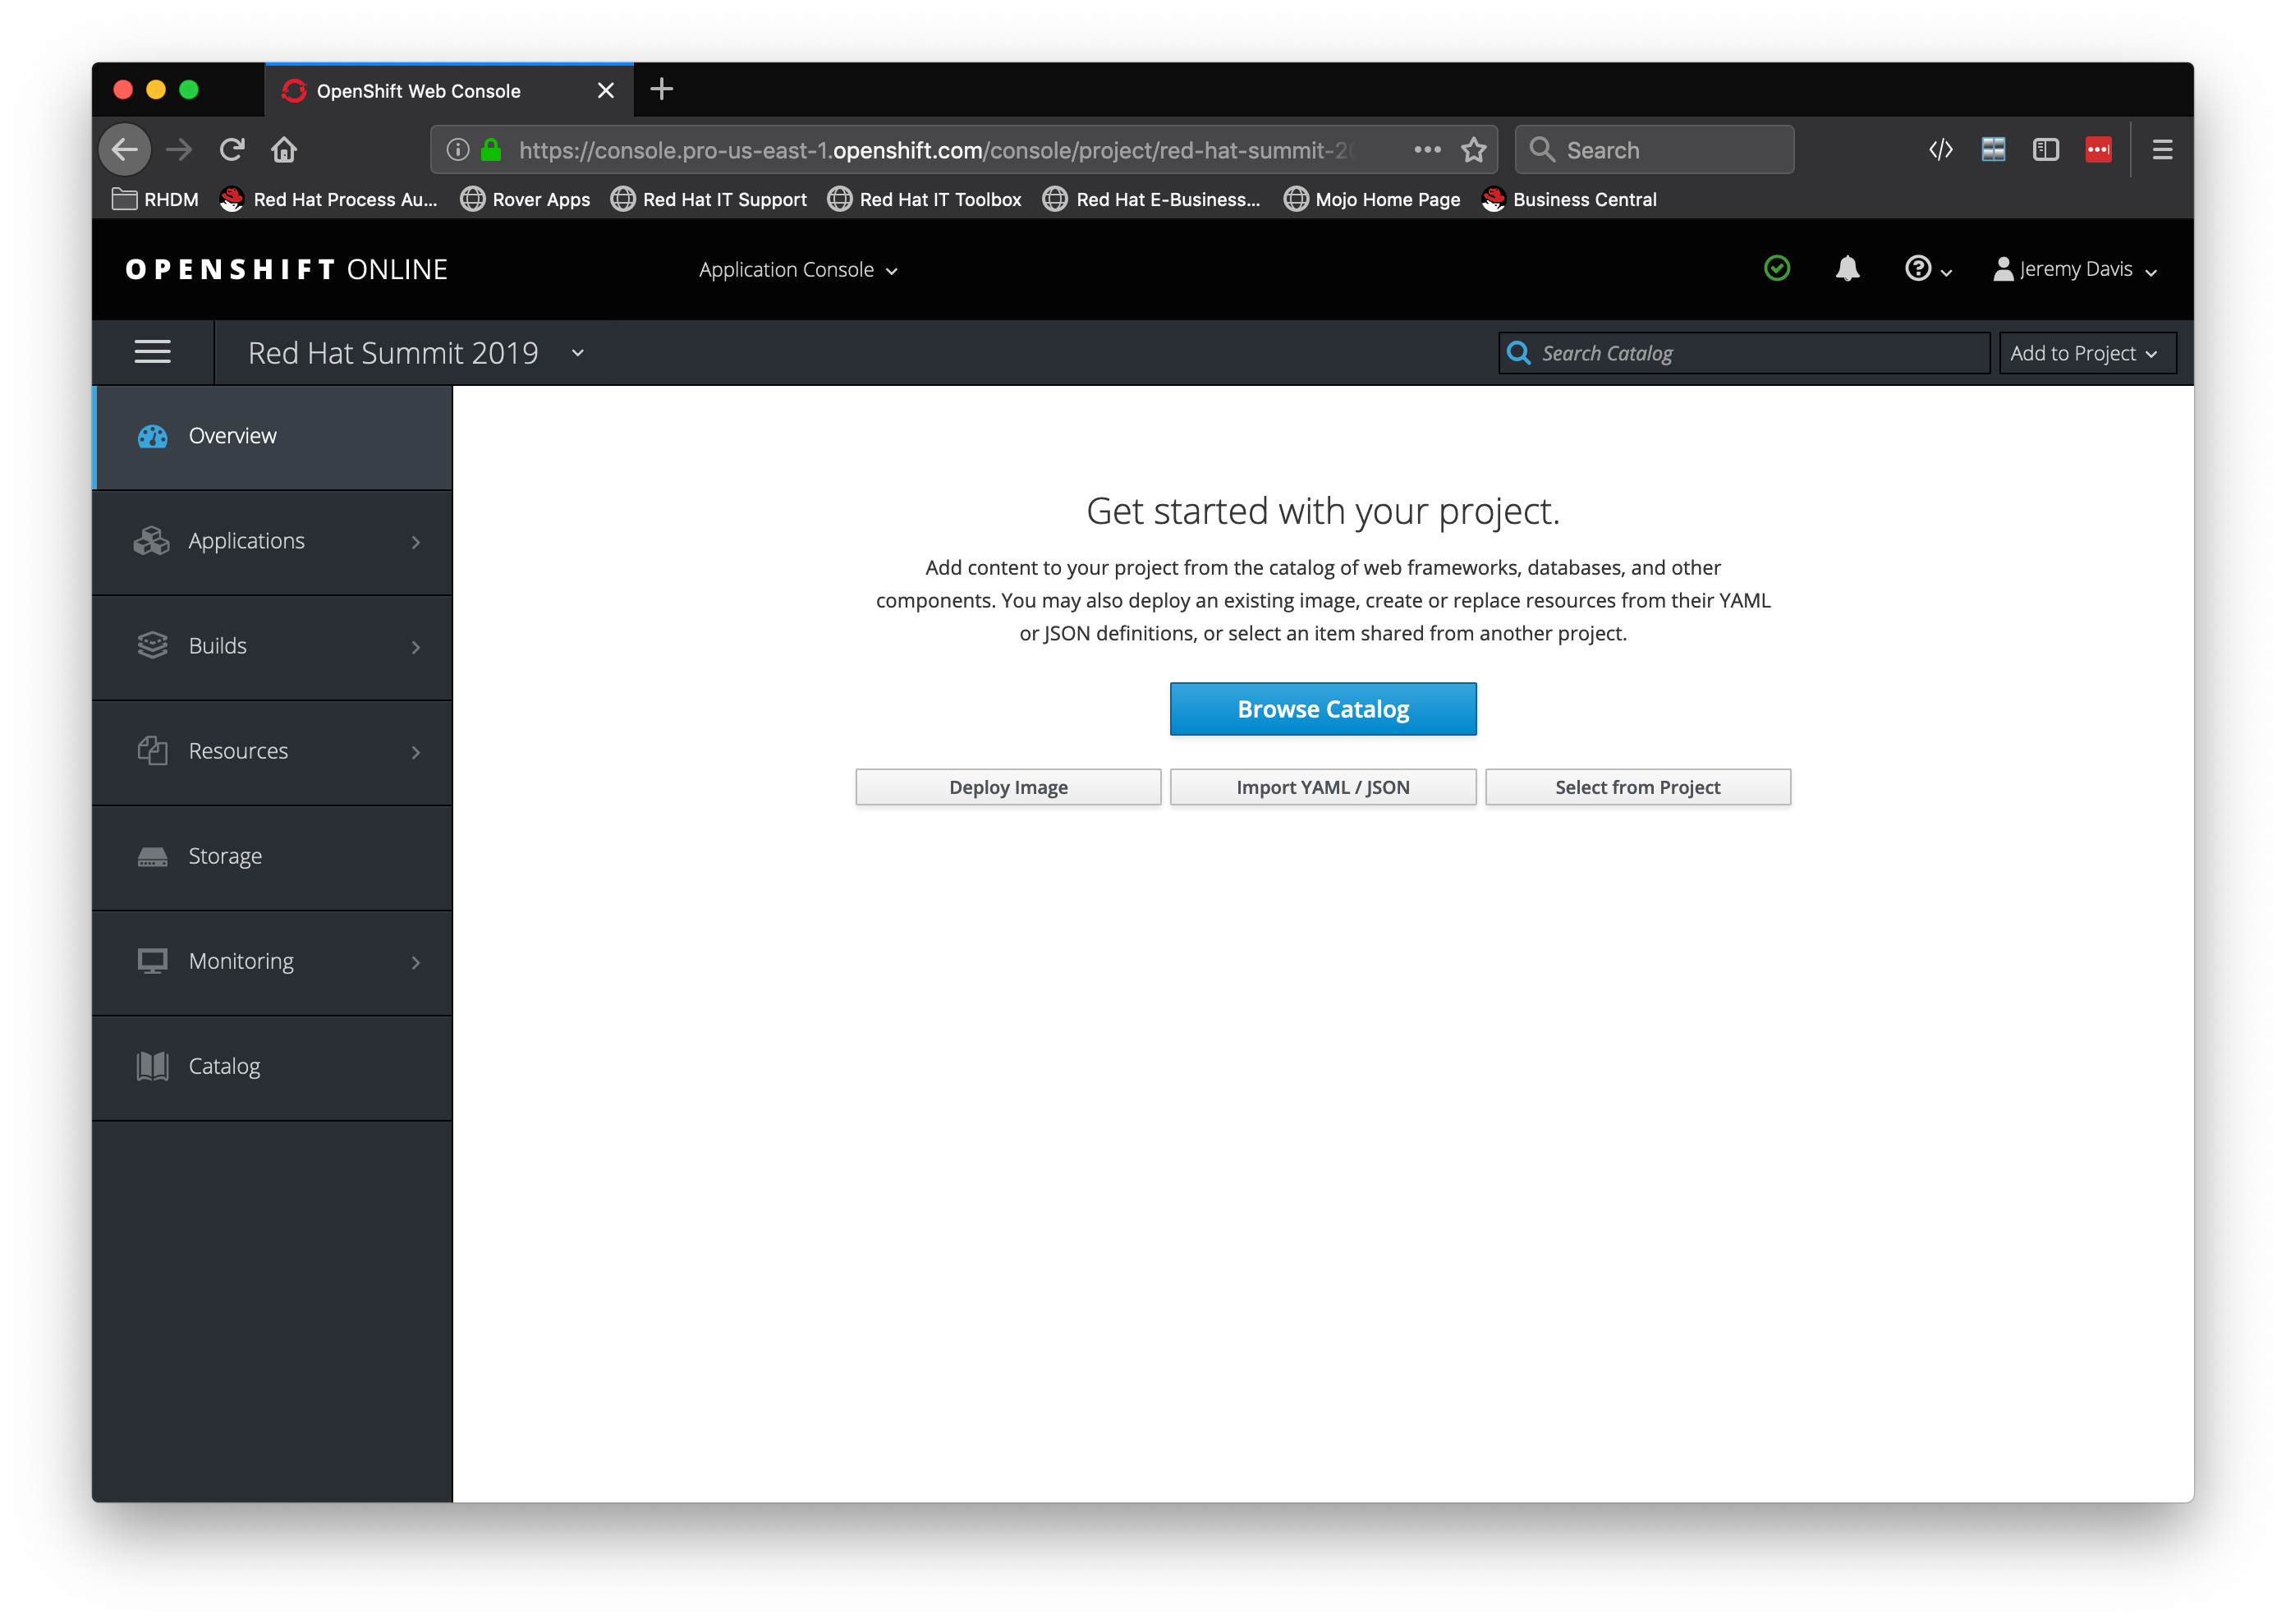 OpenShift Web Console
https://console.pro-us-east-1.openshift.com/console/project/red-hat-summit-20
Search
RHDM
Red Hat Process Au...
Rover Apps
Red Hat IT Support
Red Hat IT Toolbox
Red Hat E-Business...
Mojo Home Page
Business Central
OPENSHIFT ONLINE
Application Console
Jeremy Davis
Red Hat Summit 2019
Search Catalog
Add to Project
Overview
Applications
Builds
Resources
Storage
Monitoring
Catalog
Get started with your project.
Add content to your project from the catalog of web frameworks, databases, and other
components. You may also deploy an existing image, create or replace resources from their YAML
or JSON definitions, or select an item shared from another project.
Browse Catalog
Deploy Image
Import YAML / JSON
Select from Project